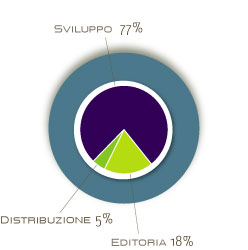 Sviluppo 77%
Distribuzione 5%
Editoria 18%